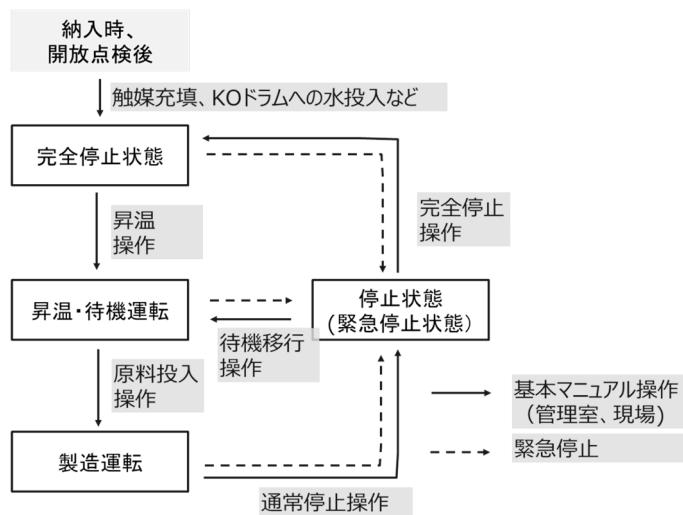 納入時、
開放点検後
触媒充填、KOドラムへの水投入など
完全停止状態
昇温
操作
完全停止
操作
昇温・待機運転
停止状態
(緊急停止状態）
待機移行
操作
原料投入
操作
基本マニュアル操作
（管理室、現場)
緊急停止
製造運転
通常停止操作